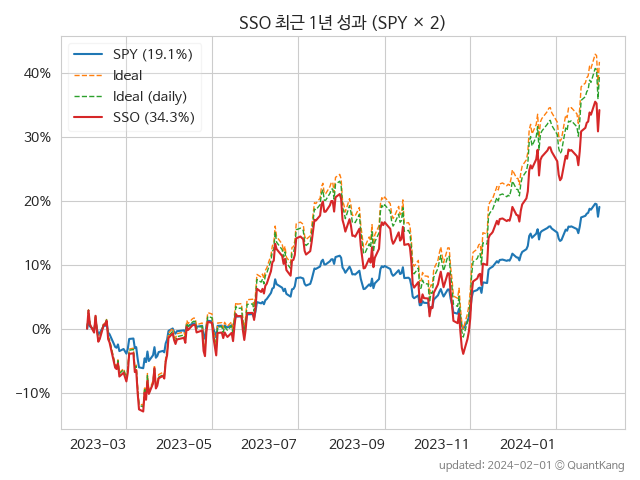 SSO 최근 1년 성과 (SPY × 2)
SPY (19.1%)
Ideal
Ideal (daily)
SSO (34.3%)
40%
30%
20%
10%
0%
−10%
2023-03 2023-05 2023-07 2023-09 2023-11 2024-01
updated: 2024-02-01 © QuantKang